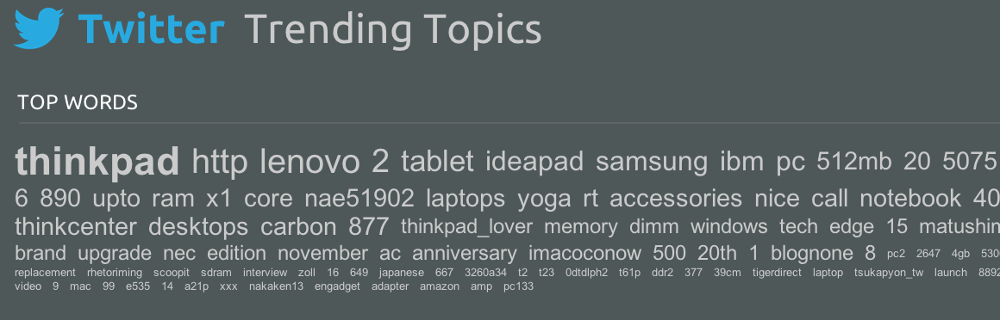 Twitter Trending Topics
TOP WORDS
thinkpad http lenovo 2 tablet ideapad samsung ibm pc 512mb 20 5075
6 890 upto ram x1 core nae51902 laptops yoga rt accessories nice call notebook 40
thinkcenter desktops carbon 877 thinkpad_lover memory dimm windows tech edge 15 matushim
brand upgrade nec edition november ac anniversary imacoconow 500 20th 1 blognone 8 pc2 2647 4gb 530
replacement rhetoriming scoopit sdram interview zoll 16 649 japanese 667 3260a34 t2 t23 0dtdlph2 t61p ddr2 377 39cm tigerdirect laptop tsukapyon_tw launch 8892
video 9 mac 99 e535 14 a21p xxx nakaken13 engadget adapter amazon amp pc133